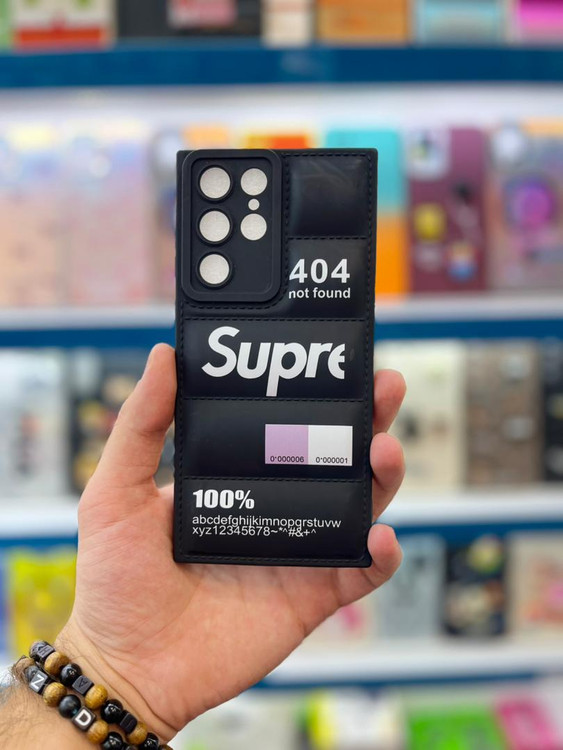 404
not found
Supre
0*000006 0*000001
100%
abcdefghijkimnopqrstuvw
xyz12345678~*^#&+^
Z D